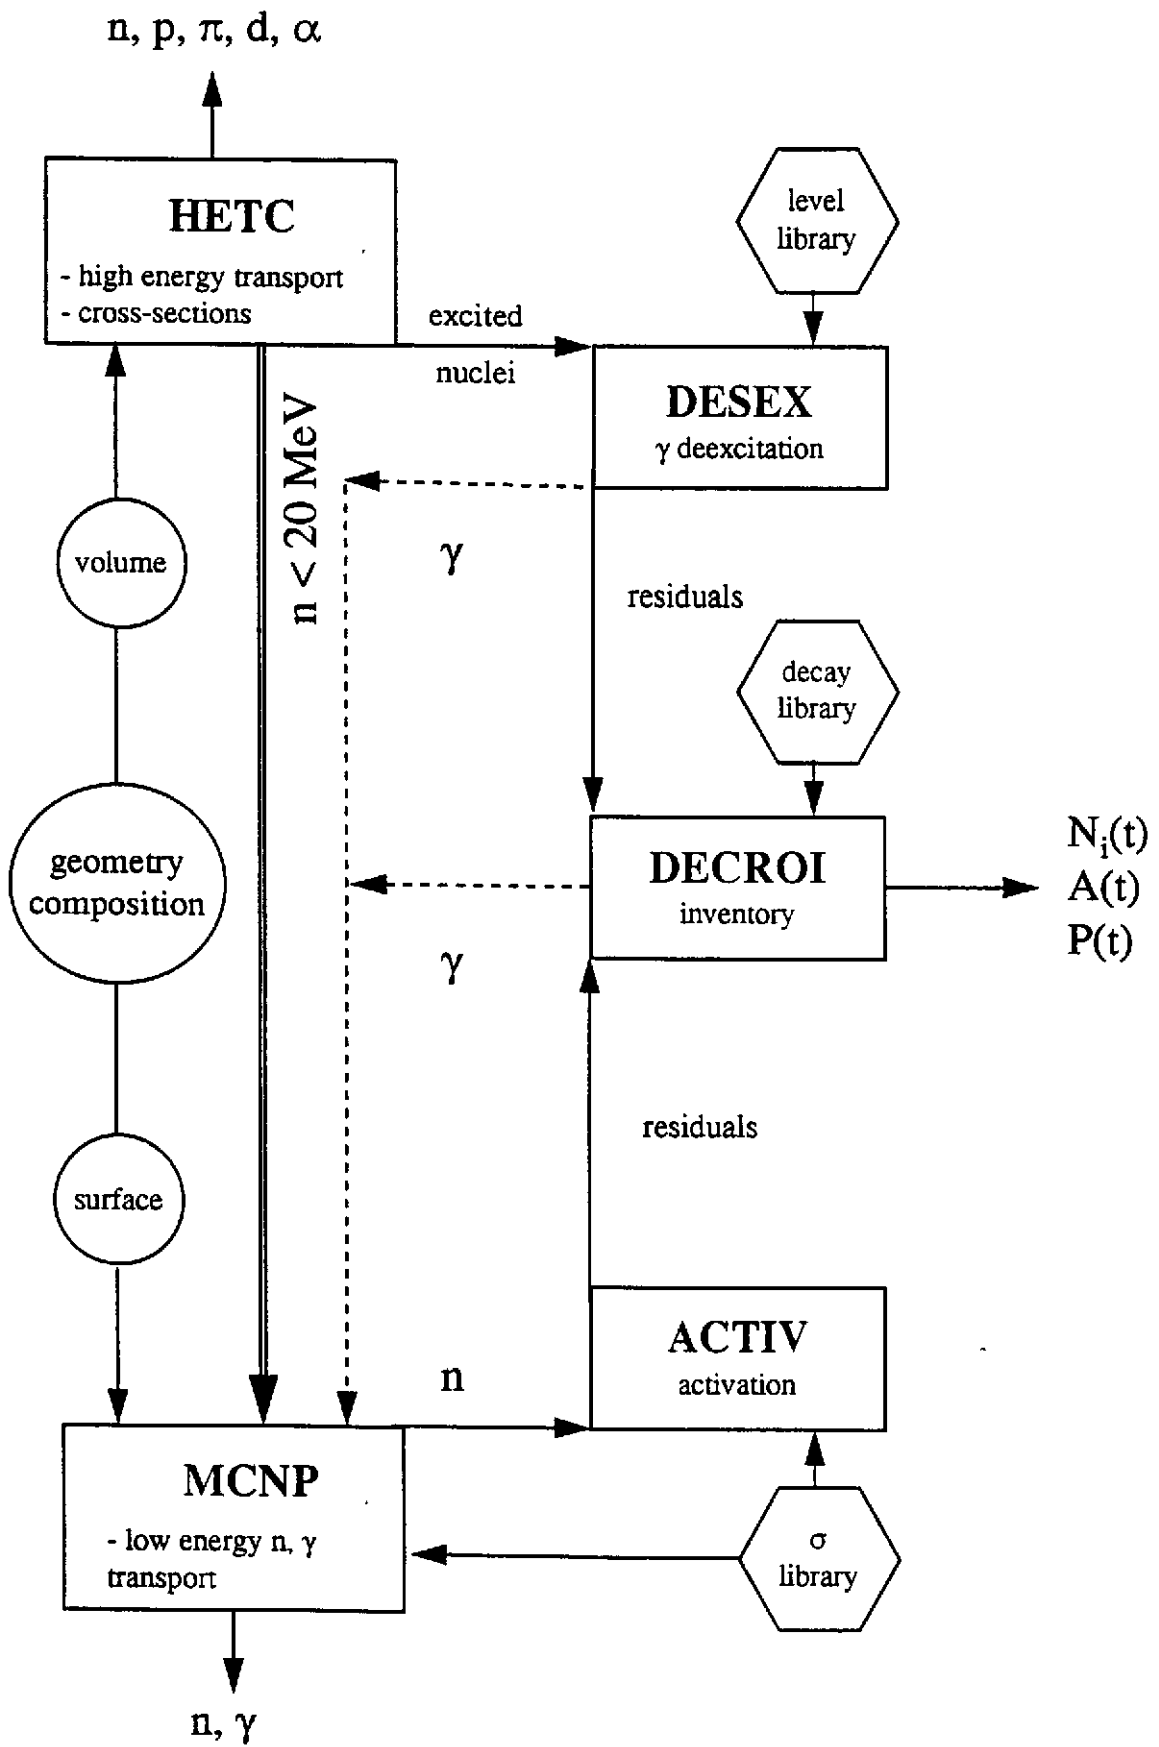 n, p, π, d, α
HETC
- high energy transport
- cross-sections
level
library
excited
nuclei
DESEX
γ deexcitation
n < 20 MeV
volume
γ
residuals
decay
library
geometry
composition
DECROI
inventory
N_i(t)
A(t)
P(t)
γ
residuals
surface
ACTIV
activation
n
MCNP
- low energy n, γ
transport
σ
library
n, γ